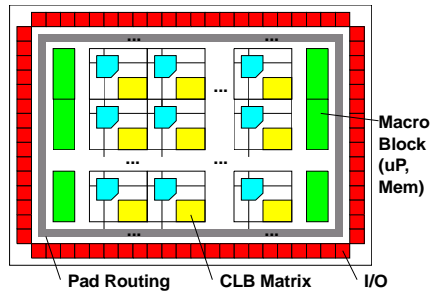 ...
...
...
...
...
Macro
Block
(uP,
Mem)
...
...
Pad Routing
CLB Matrix
I/O